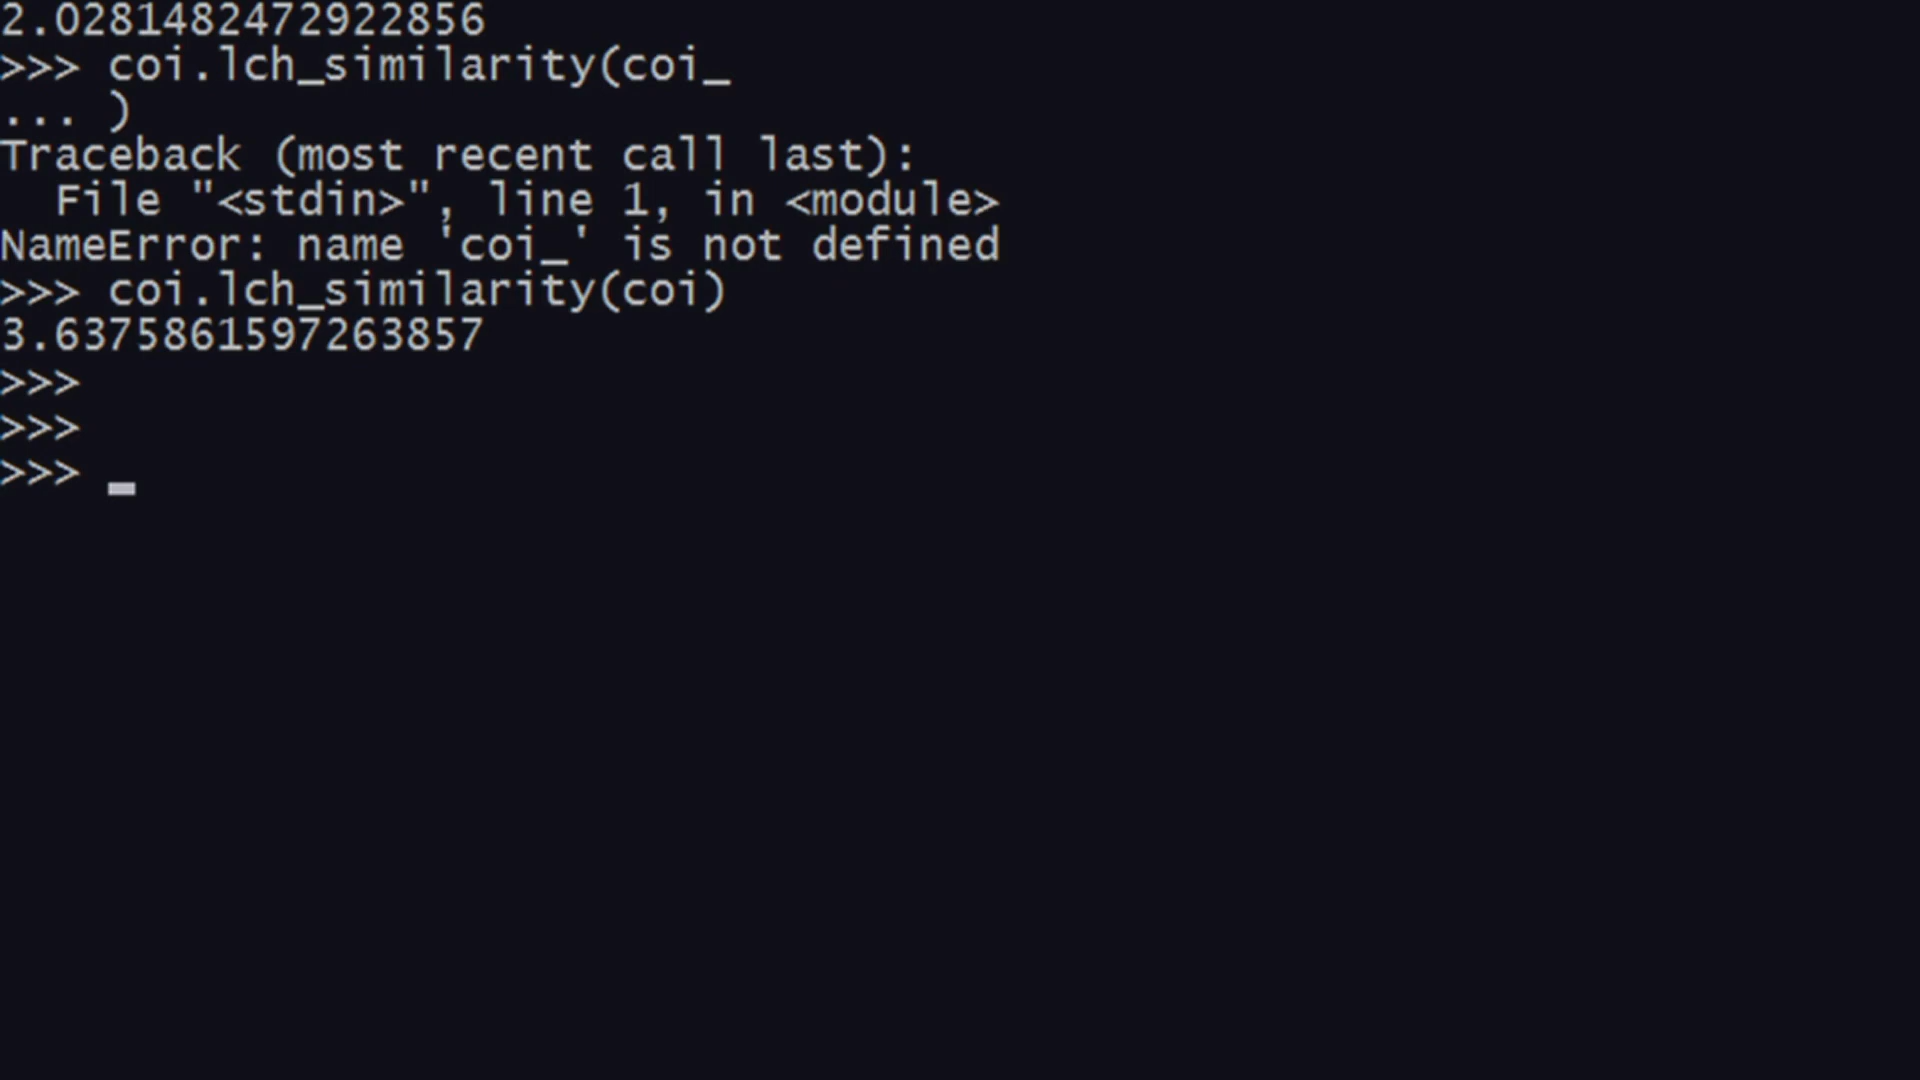 2.0281482472922856
>>> coi.lch_similarity(coi_
... )
Traceback (most recent call last):
  File "<stdin>", line 1, in <module>
NameError: name 'coi_' is not defined
>>> coi.lch_similarity(coi)
3.6375861597263857
>>>
>>>
>>> _